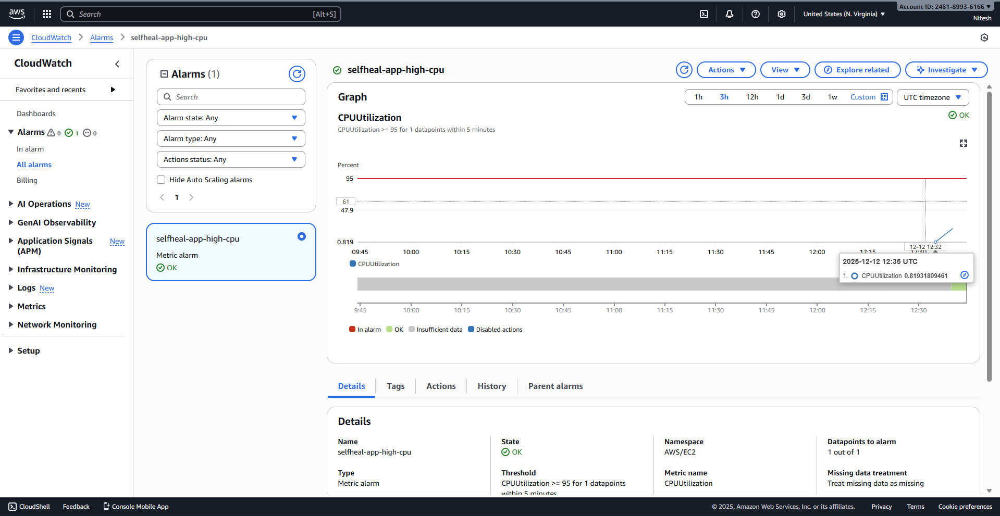 aws
Search [Alt+S]
United States (N. Virginia)
Account ID: 2481-8993-6166
Nitesh
CloudWatch
Alarms
selfheal-app-high-cpu
CloudWatch
Favorites and recents
Dashboards
Alarms 0 1 0
In alarm
All alarms
Billing
AI Operations New
GenAI Observability
Application Signals (APM) New
Infrastructure Monitoring
Logs New
Metrics
Network Monitoring
Setup
Alarms (1)
Search
Alarm state: Any
Alarm type: Any
Actions status: Any
Hide Auto Scaling alarms
1
selfheal-app-high-cpu
Metric alarm
OK
selfheal-app-high-cpu
Actions
View
Explore related
Investigate
Graph
1h 3h 12h 1d 3d 1w Custom
UTC timezone
CPUUtilization
OK
CPUUtilization >= 95 for 1 datapoints within 5 minutes
Percent
95
61
47.9
0.819
12-12 12:32
09:45 10:00 10:15 10:30 10:45 11:00 11:15 11:30 11:45 12:00 12:15 12:30
CPUUtilization
2025-12-12 12:35 UTC
1. CPUUtilization 0.81931809461
9:45 10:00 10:15 10:30 10:45 11:00 11:15 11:30 11:45 12:00 12:15 12:30
In alarm OK Insufficient data Disabled actions
Details Tags Actions History Parent alarms
Details
Name
selfheal-app-high-cpu
Type
Metric alarm
State
OK
Threshold
CPUUtilization >= 95 for 1 datapoints
within 5 minutes
Namespace
AWS/EC2
Metric name
CPUUtilization
Datapoints to alarm
1 out of 1
Missing data treatment
Treat missing data as missing
CloudShell
Feedback
Console Mobile App
© 2025, Amazon Web Services, Inc. or its affiliates.
Privacy
Terms
Cookie preferences